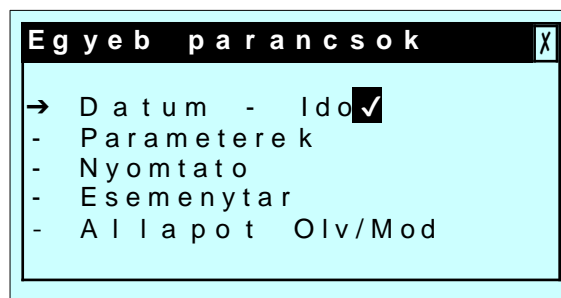 Egyeb parancsok X
→ Datum - Ido ✓
- Parameterek
- Nyomtato
- Esemenytar
- Allapot Olv/Mod